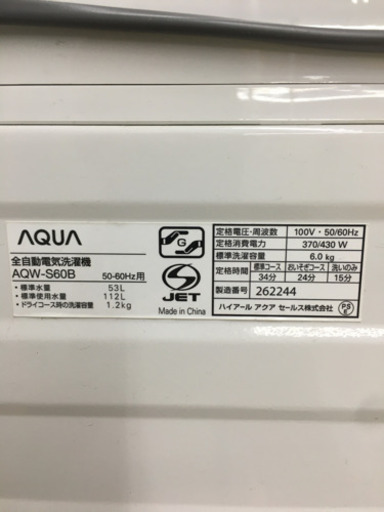 AQUA
全自動電気洗濯機
AQW-S60B 50-60Hz用
・標準水量 53L
・標準使用水量 112L
・ドライコース時の洗濯容量 1.2kg
G
JET
Made in China
定格電圧・周波数 100V・50/60Hz
定格消費電力 370/430 W
標準洗濯容量 6.0 kg
定格時間 標準コース おいそぎコース 洗いのみ
34分 24分 15分
製造番号 262244
ハイアール アクア セールス株式会社
PS
E